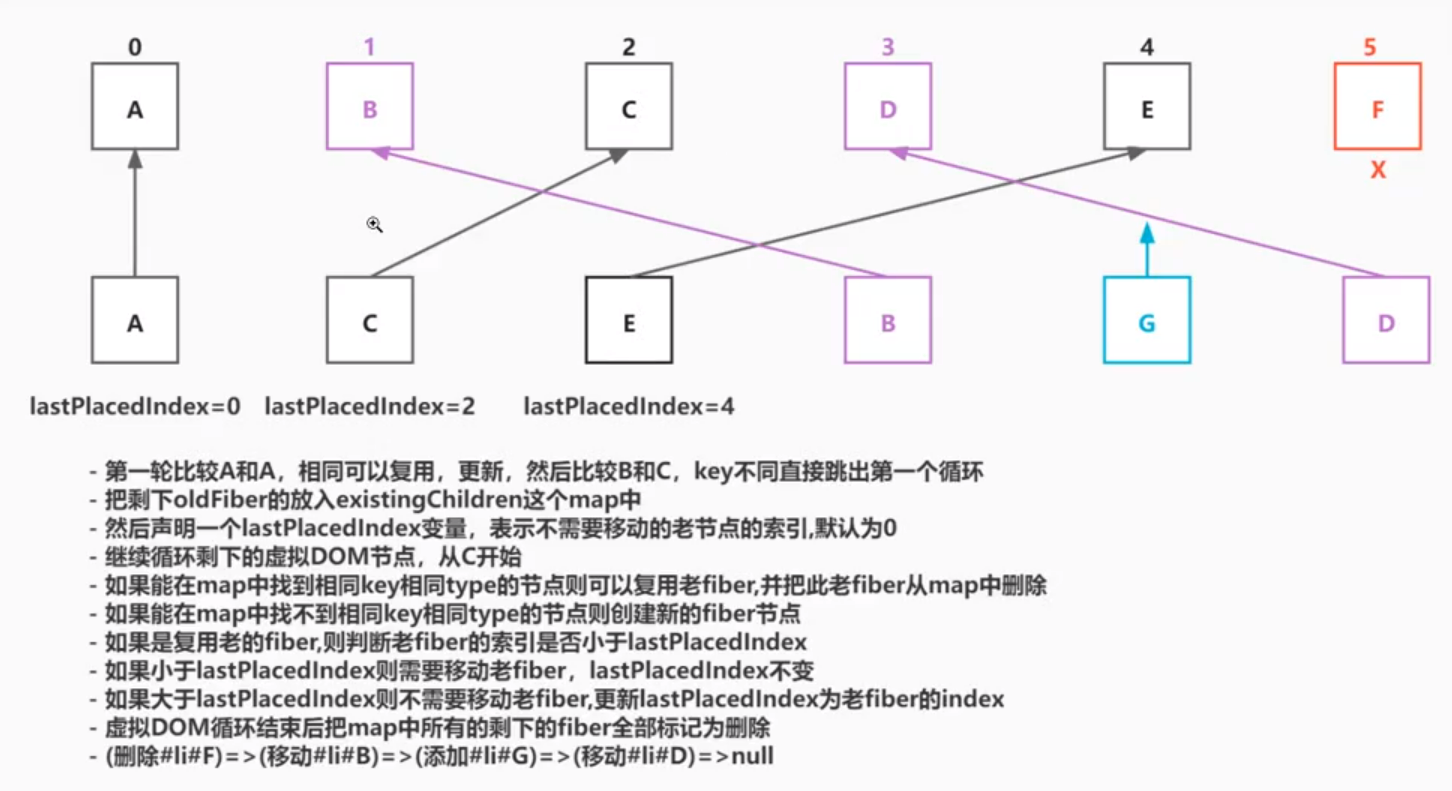 0 1 2 3 4 5
A B C D E F
X
A C E B G D
lastPlacedIndex=0 lastPlacedIndex=2 lastPlacedIndex=4
- 第一轮比较A和A，相同可以复用，更新，然后比较B和C，key不同直接跳出第一个循环
- 把剩下oldFiber的放入existingChildren这个map中
- 然后声明一个lastPlacedIndex变量，表示不需要移动的老节点的索引,默认为0
- 继续循环剩下的虚拟DOM节点，从C开始
- 如果能在map中找到相同key相同type的节点则可以复用老fiber,并把此老fiber从map中删除
- 如果能在map中找不到相同key相同type的节点则创建新的fiber节点
- 如果是复用老的fiber,则判断老fiber的索引是否小于lastPlacedIndex
- 如果小于lastPlacedIndex则需要移动老fiber，lastPlacedIndex不变
- 如果大于lastPlacedIndex则不需要移动老fiber,更新lastPlacedIndex为老fiber的index
- 虚拟DOM循环结束后把map中所有的剩下的fiber全部标记为删除
- (删除#li#F)=>(移动#li#B)=>(添加#li#G)=>(移动#li#D)=>null